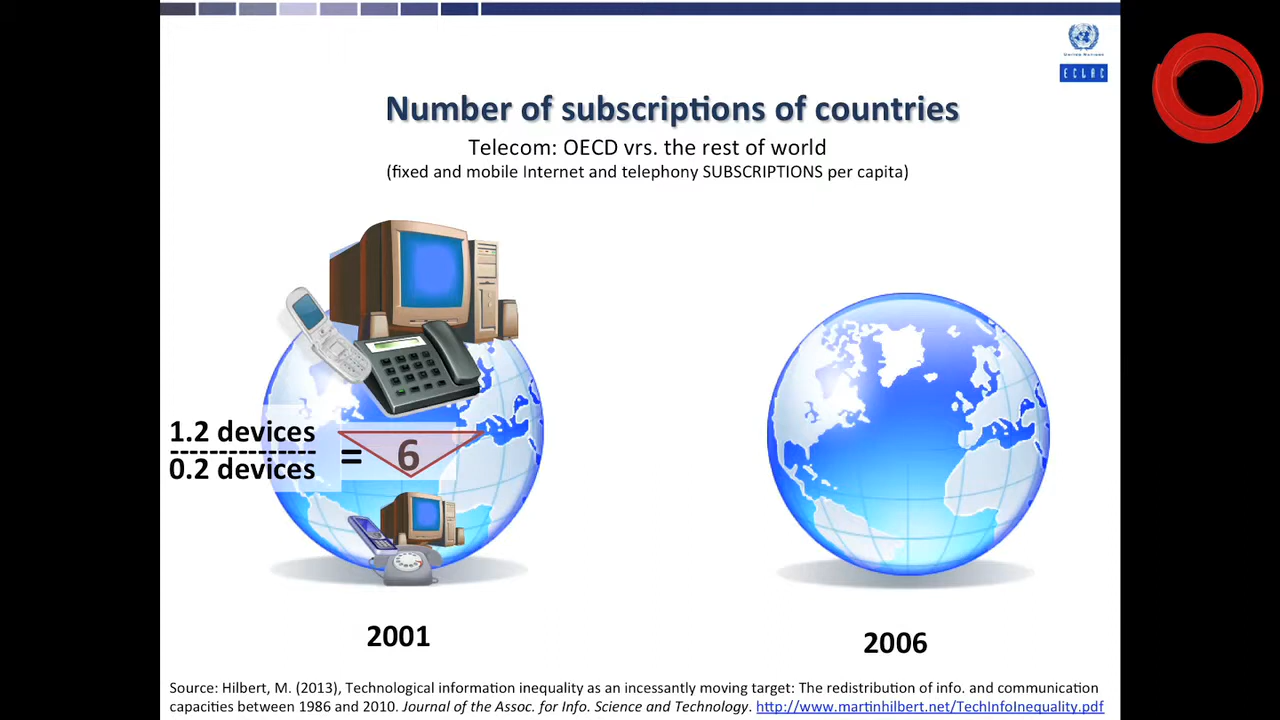 United Nations
ECLAC
Number of subscriptions of countries
Telecom: OECD vrs. the rest of world
(fixed and mobile Internet and telephony SUBSCRIPTIONS per capita)
1.2 devices
---------------
0.2 devices
= 6
2001
2006
Source: Hilbert, M. (2013), Technological information inequality as an incessantly moving target: The redistribution of info. and communication
capacities between 1986 and 2010. Journal of the Assoc. for Info. Science and Technology. http://www.martinhilbert.net/TechInfoInequality.pdf